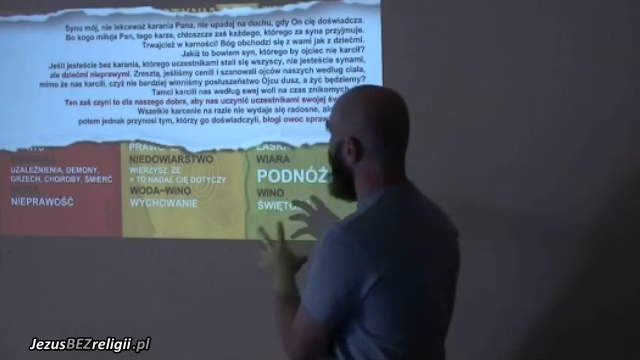 Synu mój, nie lekceważ karania Pana, nie upadaj na duchu, gdy On cię doświadcza.
Bo kogo miłuje Pan, tego karze, chłoszcze zaś każdego, którego za syna przyjmuje.
Trwajcież w karności! Bóg obchodzi się z wami jak z dziećmi.
Jakiż to bowiem syn, którego by ojciec nie karcił?
Jeśli jesteście bez karania, którego uczestnikami stali się wszyscy, nie jesteście synami,
ale dziećmi nieprawymi. Zresztą, jeśliśmy cenili i szanowali ojców naszych według ciała,
mimo że nas karcili, czyż nie bardziej winniśmy posłuszeństwo Ojcu dusz, a żyć będziemy?
Tamci karcili nas według swej woli na czas znikomych
Ten zaś czyni to dla naszego dobra, aby nas uczynić uczestnikami swojej
Wszelkie karcenie na razie nie wydaje się radosne, ale
potem jednak przynosi tym, którzy go doświadczyli, błogi owoc
NIEDOWIARSTWO
WIARA
UZALEŻNIENIA, DEMONY,
GRZECH, CHOROBY, ŚMIERĆ
WIERZYSZ, ŻE
+ TO NADAL CIĘ DOTYCZY
PODNÓŻ
WODA~WINO
WINO
NIEPRAWOŚĆ
WYCHOWANIE
JezusBEZreligii.pl